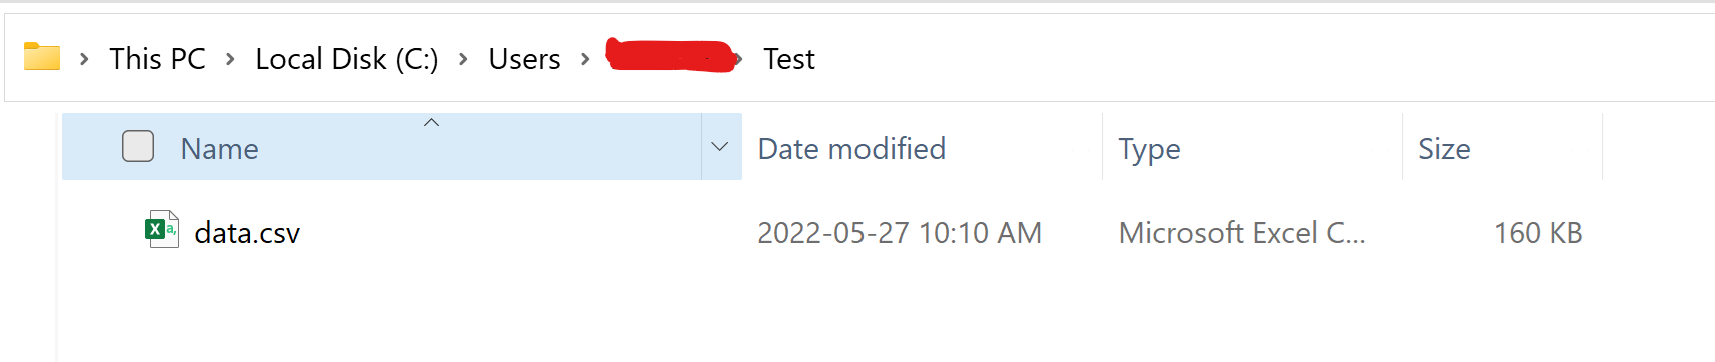 This PC > Local Disk (C:) > Users > > Test
Name Date modified Type Size
data.csv 2022-05-27 10:10 AM Microsoft Excel C... 160 KB